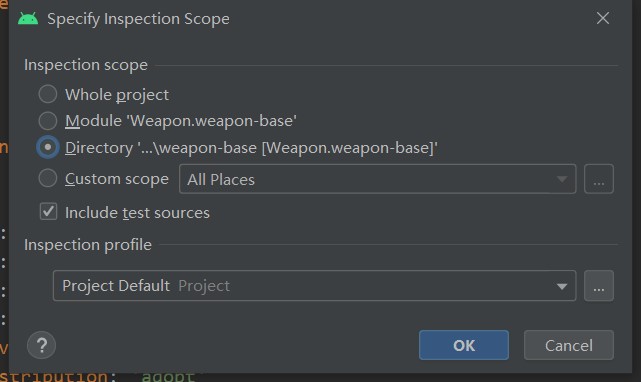 Specify Inspection Scope
Inspection scope
Whole project
Module 'Weapon.weapon-base'
Directory '...\weapon-base [Weapon.weapon-base]'
Custom scope
All Places
...
Include test sources
Inspection profile
Project Default Project
...
?
OK
Cancel
stribution: 'adopt'